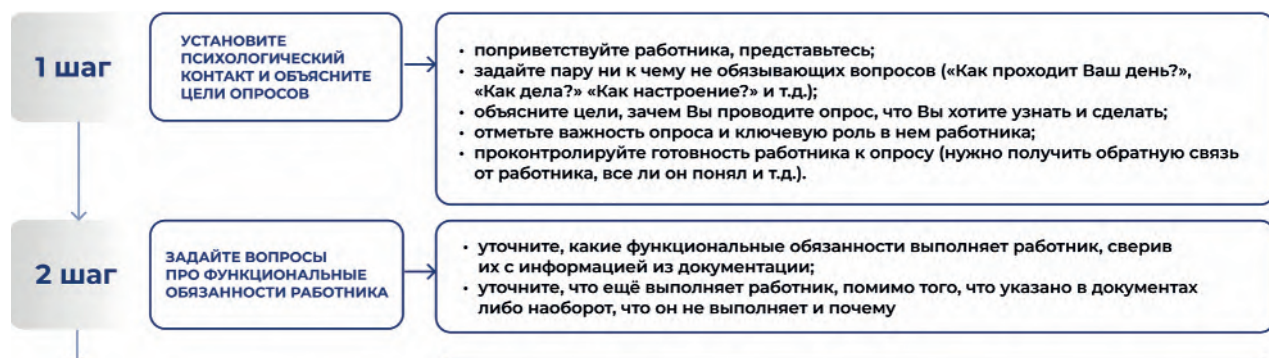 1 шаг
УСТАНОВИТЕ
ПСИХОЛОГИЧЕСКИЙ
КОНТАКТ И ОБЪЯСНИТЕ
ЦЕЛИ ОПРОСОВ
• поприветствуйте работника, представьтесь;
• задайте пару ни к чему не обязывающих вопросов («Как проходит Ваш день?»,
«Как дела?» «Как настроение?» и т.д.);
• объясните цели, зачем Вы проводите опрос, что Вы хотите узнать и сделать;
• отметьте важность опроса и ключевую роль в нем работника;
• проконтролируйте готовность работника к опросу (нужно получить обратную связь
от работника, все ли он понял и т.д.).
2 шаг
ЗАДАЙТЕ ВОПРОСЫ
ПРО ФУНКЦИОНАЛЬНЫЕ
ОБЯЗАННОСТИ РАБОТНИКА
• уточните, какие функциональные обязанности выполняет работник, сверив
их с информацией из документации;
• уточните, что ещё выполняет работник, помимо того, что указано в документах
либо наоборот, что он не выполняет и почему